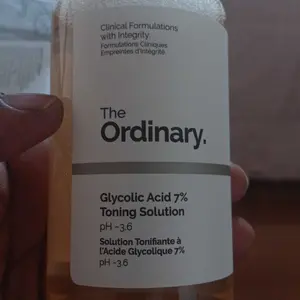 Clinical Formulations
with Integrity
Formulations Cliniques
Empreintes d'Intégrité
The
Ordinary.
Glycolic Acid 7%
Toning Solution
pH ~3.6
Solution Tonifiante à
l'Acide Glycolique 7%
pH ~3.6